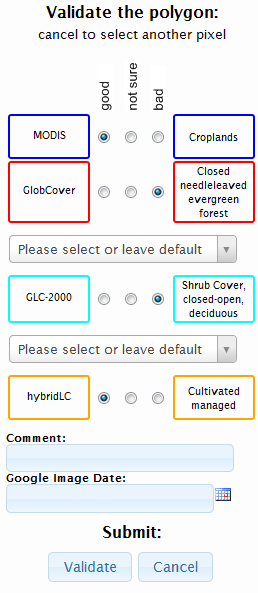 Validate the polygon:
cancel to select another pixel
good
not sure
bad
MODIS
Croplands
GlobCover
Closed
needleleaved
evergreen
forest
Please select or leave default
GLC-2000
Shrub Cover,
closed-open,
deciduous
Please select or leave default
hybridLC
Cultivated
managed
Comment:
Google Image Date:
Submit:
Validate
Cancel